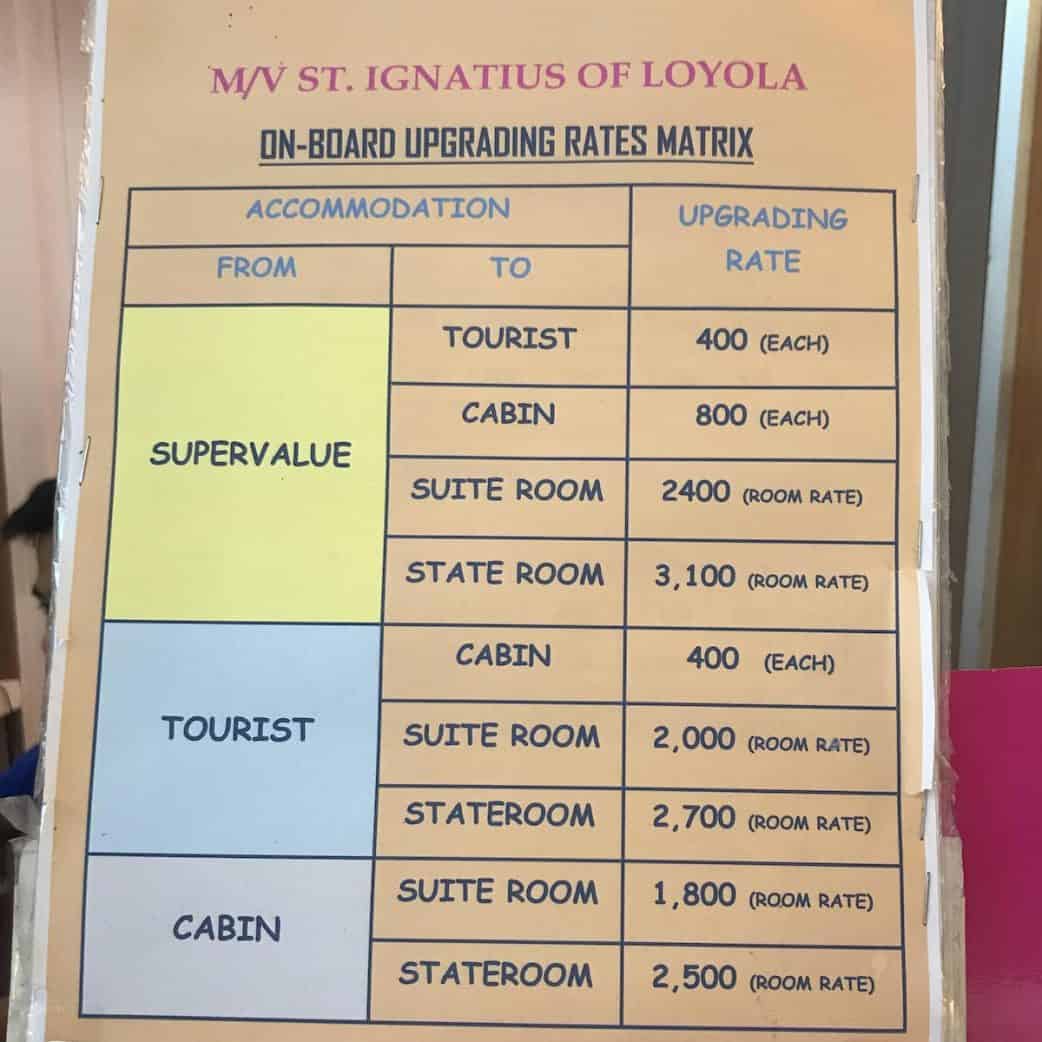 M/V ST. IGNATIUS OF LOYOLA
ON-BOARD UPGRADING RATES MATRIX
ACCOMMODATION
UPGRADING
RATE
FROM TO
SUPERVALUE
TOURIST 400 (EACH)
CABIN 800 (EACH)
SUITE ROOM 2400 (ROOM RATE)
STATE ROOM 3,100 (ROOM RATE)
TOURIST
CABIN 400 (EACH)
SUITE ROOM 2,000 (ROOM RATE)
STATEROOM 2,700 (ROOM RATE)
CABIN
SUITE ROOM 1,800 (ROOM RATE)
STATEROOM 2,500 (ROOM RATE)